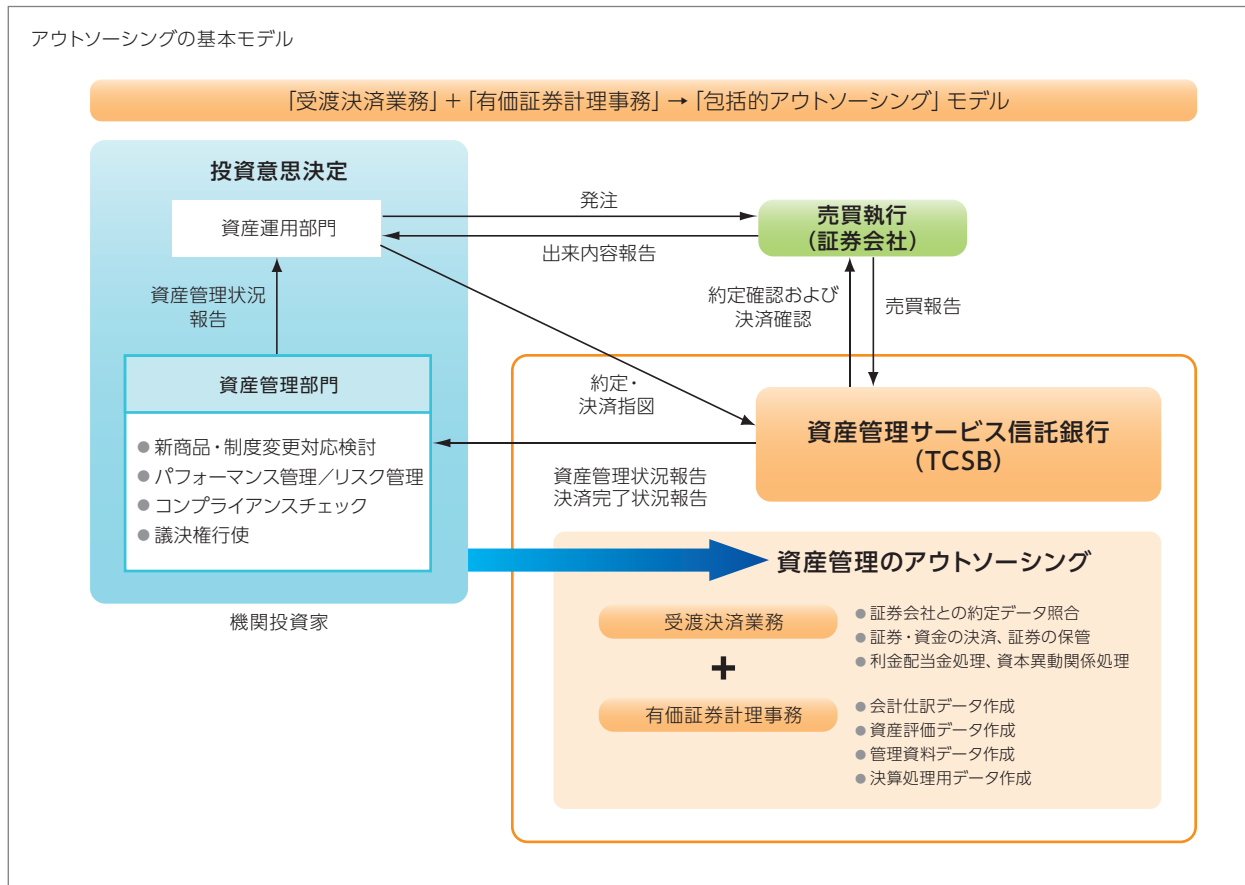 アウトソーシングの基本モデル
「受渡決済業務」+「有価証券計理事務」→「包括的アウトソーシング」モデル
投資意思決定
資産運用部門
発注
出来内容報告
売買執行
(証券会社)
資産管理状況
報告
約定確認および
決済確認
売買報告
資産管理部門
新商品・制度変更対応検討
パフォーマンス管理/リスク管理
コンプライアンスチェック
議決権行使
機関投資家
約定・
決済指図
資産管理サービス信託銀行
(TCSB)
資産管理状況報告
決済完了状況報告
資産管理のアウトソーシング
受渡決済業務
●証券会社との約定データ照合
●証券・資金の決済、証券の保管
●利金配当金処理、資本異動関係処理
+
有価証券計理事務
●会計仕訳データ作成
●資産評価データ作成
●管理資料データ作成
●決算処理用データ作成